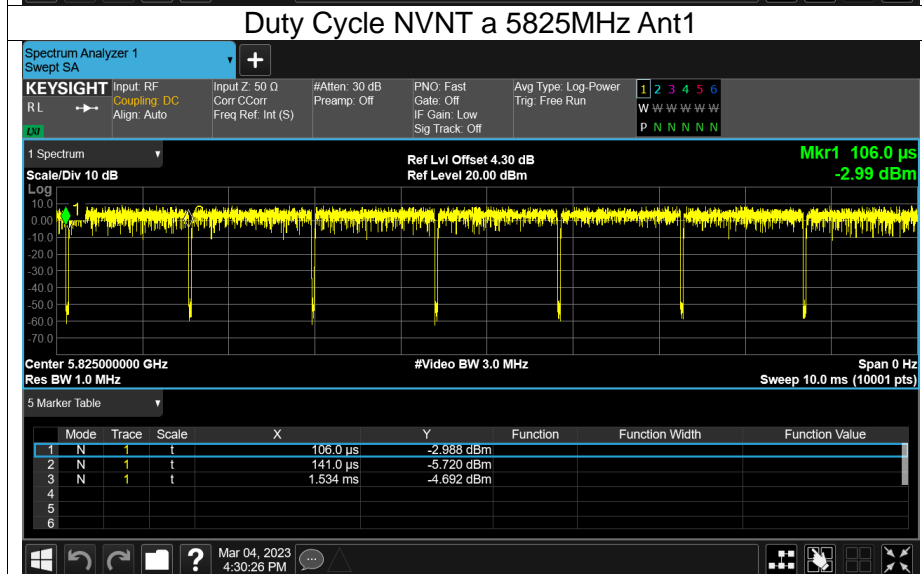 Duty Cycle NVNT a 5825MHz Ant1
Spectrum Analyzer 1
Swept SA
+
KEYSIGHT Input: RF Input Z: 50 Ω #Atten: 30 dB PNO: Fast Avg Type: Log-Power 1 2 3 4 5 6
R L Coupling: DC Corr CCorr Preamp: Off Gate: Off Trig: Free Run W W W W W W
Align: Auto Freq Ref: Int (S) IF Gain: Low
LXI Sig Track: Off P N N N N N
1 Spectrum Ref Lvl Offset 4.30 dB Mkr1 106.0 µs
Scale/Div 10 dB Ref Level 20.00 dBm -2.99 dBm
Log
10.0
0.00
-10.0
-20.0
-30.0
-40.0
-50.0
-60.0
-70.0
1
Center 5.825000000 GHz #Video BW 3.0 MHz Span 0 Hz
Res BW 1.0 MHz Sweep 10.0 ms (10001 pts)
5 Marker Table
Mode Trace Scale X Y Function Function Width Function Value
1 N 1 t 106.0 µs -2.988 dBm
2 N 1 t 141.0 µs -5.720 dBm
3 N 1 t 1.534 ms -4.692 dBm
4
5
6
? Mar 04, 2023
4:30:26 PM